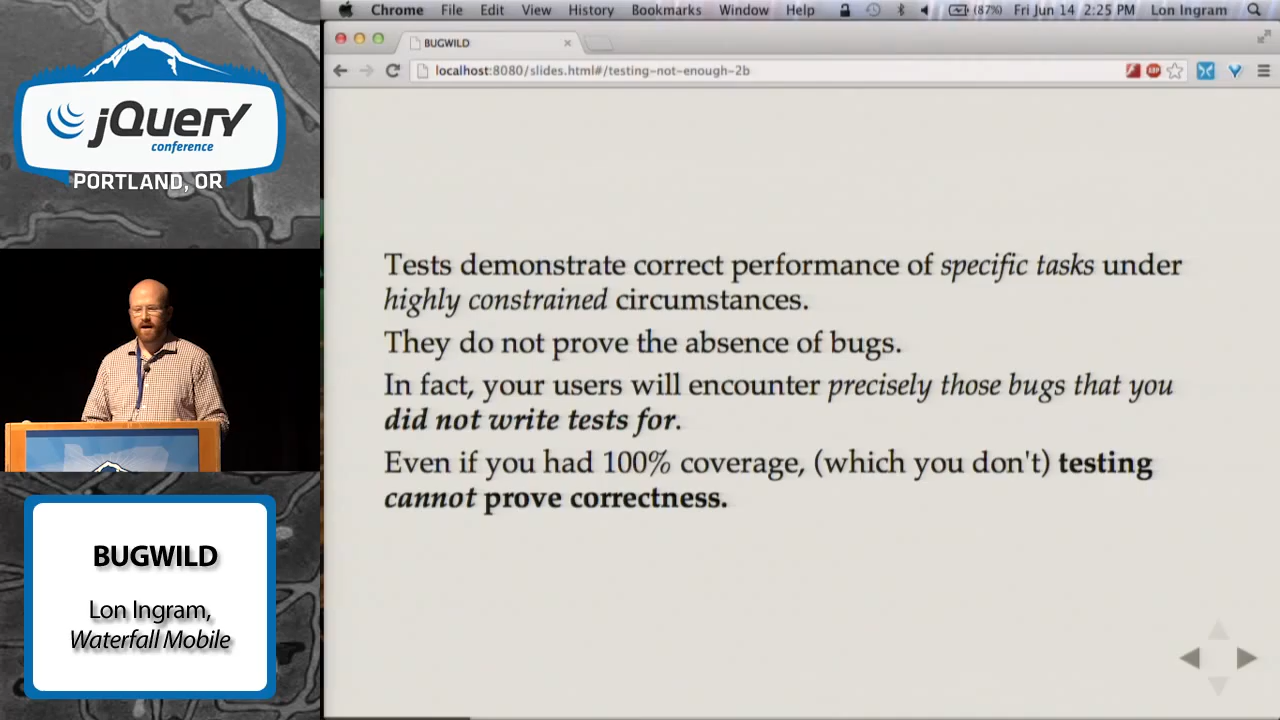 Chrome File Edit View History Bookmarks Window Help (87%) Fri Jun 14 2:25 PM Lon Ingram
BUGWILD
localhost:8080/slides.html#/testing-not-enough-2b
ABP
jQuery
conference
PORTLAND, OR
Tests demonstrate correct performance of specific tasks under
highly constrained circumstances.
They do not prove the absence of bugs.
In fact, your users will encounter precisely those bugs that you
did not write tests for.
Even if you had 100% coverage, (which you don't) testing
cannot prove correctness.
BUGWILD
Lon Ingram,
Waterfall Mobile